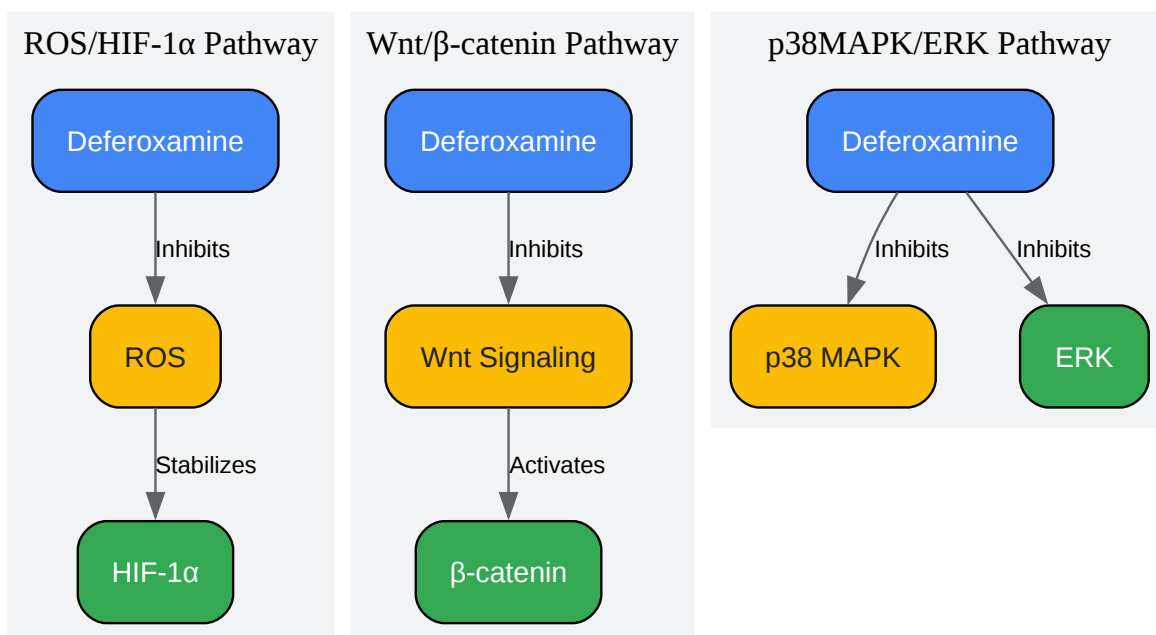 ROS/HIF-1α Pathway
Deferoxamine
Inhibits
ROS
Stabilizes
HIF-1α
Wnt/β-catenin Pathway
Deferoxamine
Inhibits
Wnt Signaling
Activates
β-catenin
p38MAPK/ERK Pathway
Deferoxamine
Inhibits
Inhibits
p38 MAPK
ERK